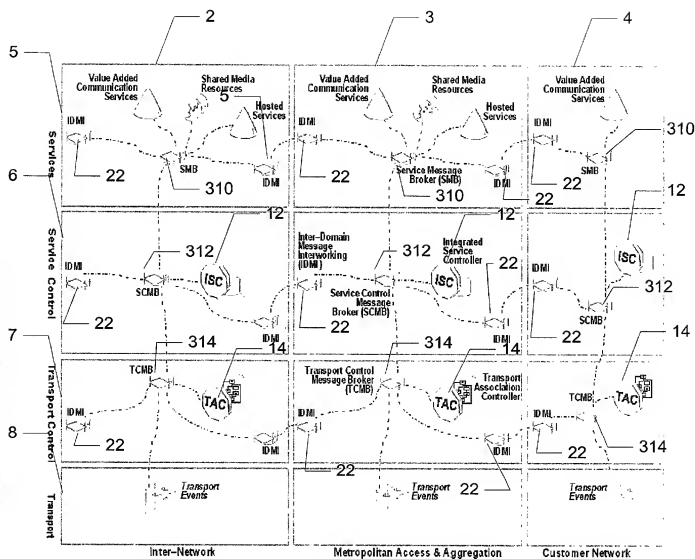 2
3
4
5
Value Added
Communication
Services
Shared Media
Resources
5
Hosted
Services
IDMI
22
SMB
310
IDMI
Value Added
Communication
Services
Shared Media
Resources
Hosted
Services
IDMI
22
Service Message
Broker (SMB)
310
IDMI
22
Value Added
Communication
Services
IDMI
22
SMB
310
Services
6
12
312
IDMI
22
SCMB
ISC
IDMI
Inter-Domain
Message
Interworking
(IDMI)
312
12
Integrated
Service
Controller
22
ISC
22
Service Control
Message
Broker (SCMB)
IDMI
12
ISC
IDMI
22
SCMB
312
Service Control
7
314
TCMB
14
TAC
IDMI
22
IDMI
314
Transport Control
Message Broker
(TCMB)
14
TAC
Transport
Association
Controller
IDMI
22
IDMI
22
14
TCMB
TAC
IDMI
22
314
Transport Control
8
Transport
Events
Transport
Events
Transport
Events
Transport
Inter-Network
Metropolitan Access & Aggregation
Customer Network